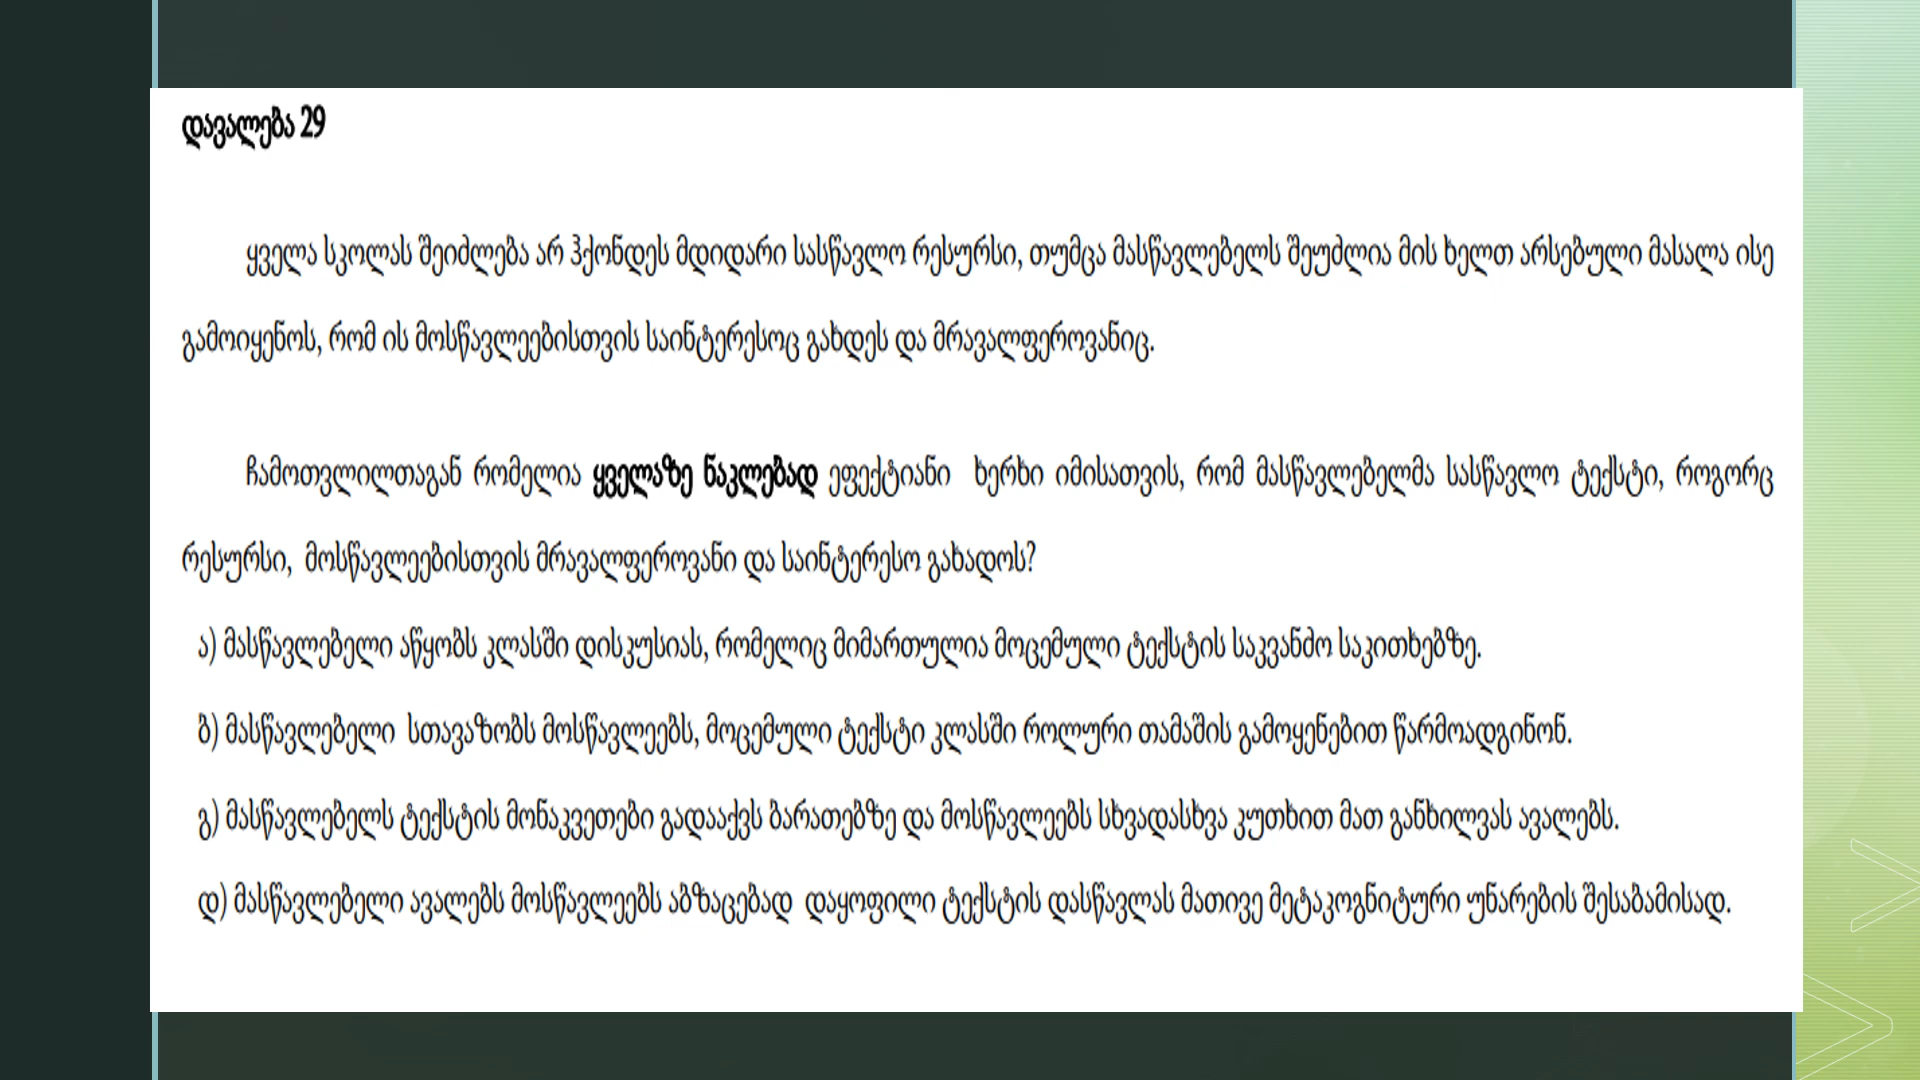 დავალება 29
ყველა სკოლას შეიძლება არ ჰქონდეს მდიდარი სასწავლო რესურსი, თუმცა მასწავლებელს შეუძლია მის ხელთ არსებული მასალა ისე
გამოიყენოს, რომ ის მოსწავლეებისთვის საინტერესოც გახდეს და მრავალფეროვანიც.
ჩამოთვლილთაგან რომელია ყველაზე ნაკლებად ეფექტიანი ხერხი იმისათვის, რომ მასწავლებელმა სასწავლო ტექსტი, როგორც
რესურსი, მოსწავლეებისთვის მრავალფეროვანი და საინტერესო გახადოს?
ა) მასწავლებელი აწყობს კლასში დისკუსიას, რომელიც მიმართულია მოცემული ტექსტის საკვანძო საკითხებზე.
ბ) მასწავლებელი სთავაზობს მოსწავლეებს, მოცემული ტექსტი კლასში როლური თამაშის გამოყენებით წარმოადგინონ.
გ) მასწავლებელს ტექსტის მონაკვეთები გადააქვს ბარათებზე და მოსწავლეებს სხვადასხვა კუთხით მათ განხილვას ავალებს.
დ) მასწავლებელი ავალებს მოსწავლეებს აბზაცებად დაყოფილი ტექსტის დასწავლას მათივე მეტაკოგნიტური უნარების შესაბამისად.